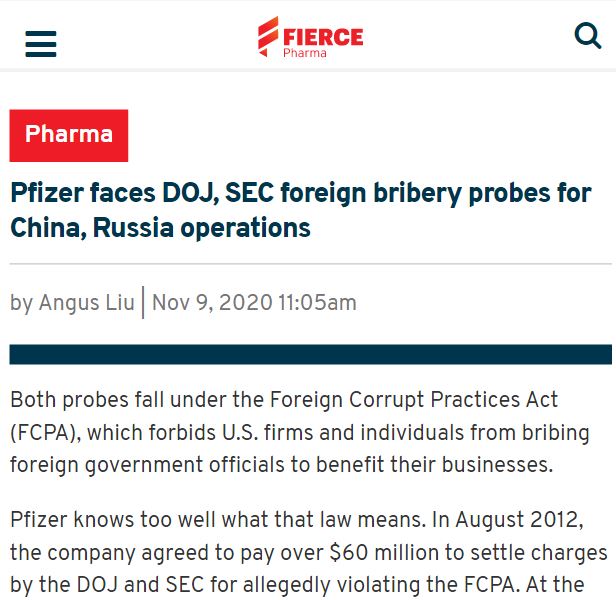 FIERCE
Pharma
Pharma
Pfizer faces DOJ, SEC foreign bribery probes for
China, Russia operations
by Angus Liu | Nov 9, 2020 11:05am
Both probes fall under the Foreign Corrupt Practices Act
(FCPA), which forbids U.S. firms and individuals from bribing
foreign government officials to benefit their businesses.
Pfizer knows too well what that law means. In August 2012,
the company agreed to pay over $60 million to settle charges
by the DOJ and SEC for allegedly violating the FCPA. At the